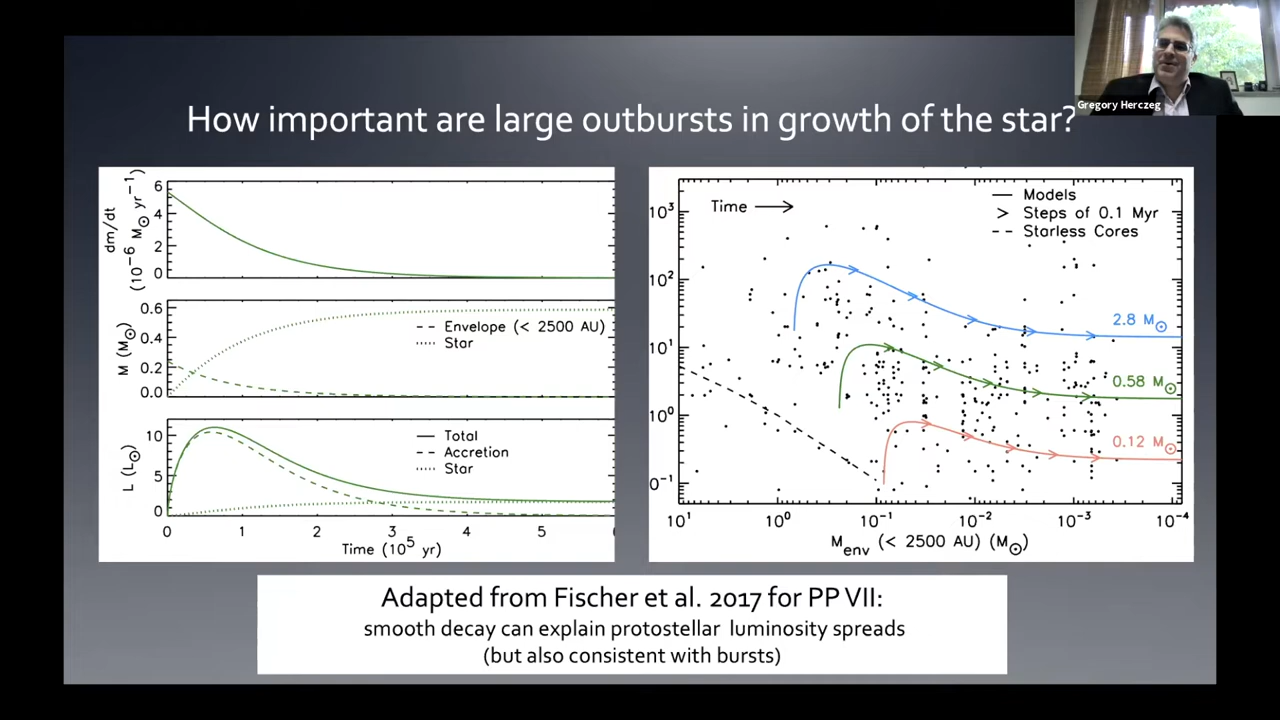 Gregory Herczeg
How important are large outbursts in growth of the star?
dm/dt
(10⁻⁶ M⊙ yr⁻¹)
6
4
2
0
M (M⊙)
0.6
0.4
0.2
0.0
Envelope (< 2500 AU)
Star
L (L⊙)
10
5
0
Total
Accretion
Star
0 1 2 3 4 5
Time (10⁵ yr)
Time
Models
Steps of 0.1 Myr
Starless Cores
10³
10²
10¹
10⁰
0⁻¹
2.8 M⊙
0.58 M⊙
0.12 M⊙
10¹ 10⁰ 10⁻¹ 10⁻² 10⁻³ 10⁻⁴
Menv (< 2500 AU) (M⊙)
Adapted from Fischer et al. 2017 for PP VII:
smooth decay can explain protostellar luminosity spreads
(but also consistent with bursts)